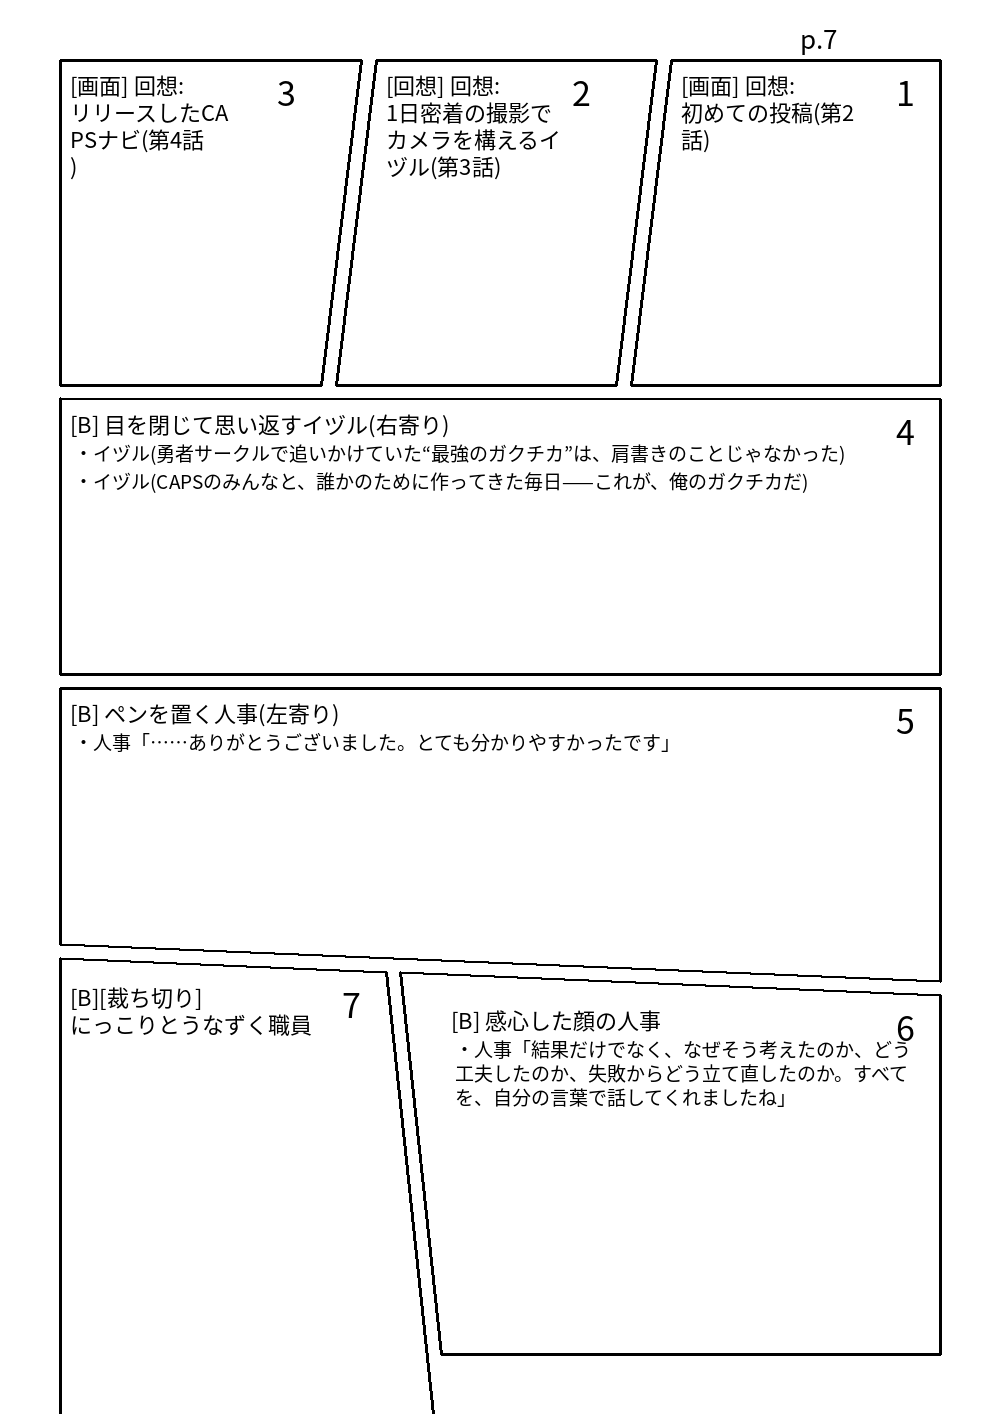 p.7
1
[画面] 回想:
初めての投稿(第2
話)
2
[回想] 回想:
1日密着の撮影で
カメラを構えるイ
ヅル(第3話)
3
[画面] 回想:
リリースしたCA
PSナビ(第4話
)
4
[B] 目を閉じて思い返すイヅル(右寄り)
・イヅル(勇者サークルで追いかけていた“最強のガクチカ”は、肩書きのことじゃなかった)
・イヅル(CAPSのみんなと、誰かのために作ってきた毎日——これが、俺のガクチカだ)
5
[B] ペンを置く人事(左寄り)
・人事「……ありがとうございました。とても分かりやすかったです」
6
[B] 感心した顔の人事
・人事「結果だけでなく、なぜそう考えたのか、どう
工夫したのか、失敗からどう立て直したのか。すべて
を、自分の言葉で話してくれましたね」
7
[B][裁ち切り]
にっこりとうなずく職員